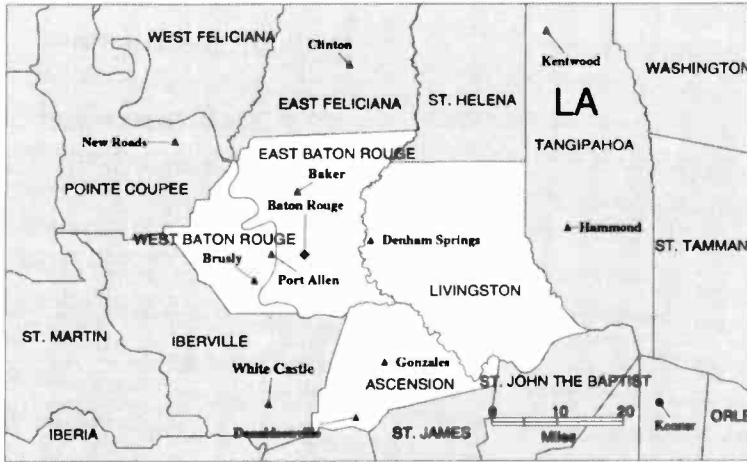 WEST FELICIANA
Clinton
Kentwood
WASHINGTON
EAST FELICIANA
ST. HELENA
LA
New Roads
EAST BATON ROUGE
TANGIPAHOA
Baker
POINTE COUPEE
Baton Rouge
WEST BATON ROUGE
Denham Springs
Hammond
ST. TAMMAN
Brusly
Port Allen
LIVINGSTON
ST. MARTIN
IBERVILLE
White Castle
Gonzales
ASCENSION
ST. JOHN THE BAPTIST
0 10 20
Miles
Kenner
ORLE
IBERIA
ST. JAMES